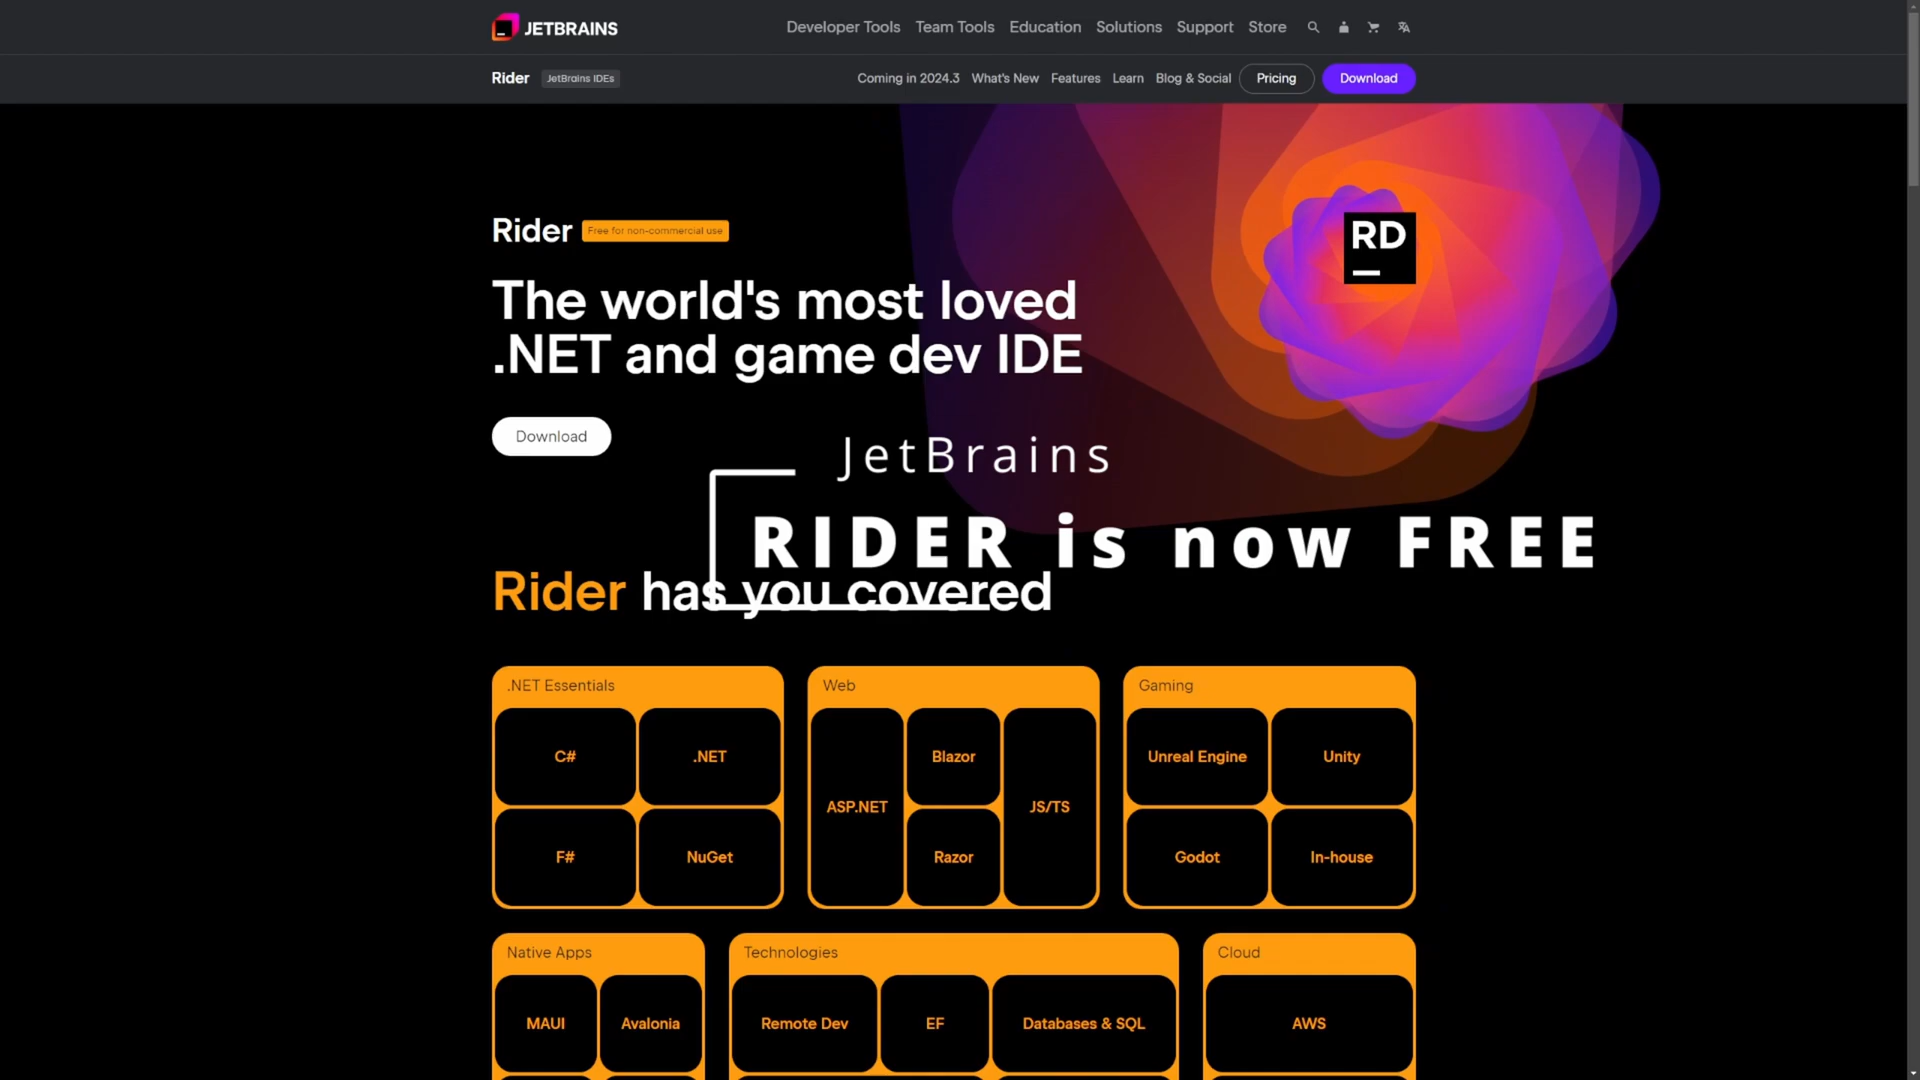 JETBRAINS
Developer Tools Team Tools Education Solutions Support Store
Rider JetBrains IDEs
Coming in 2024.3 What's New Features Learn Blog & Social Pricing Download
RD
Rider Free for non-commercial use
The world's most loved
.NET and game dev IDE
Download
JetBrains
RIDER is now FREE
Rider has you covered
.NET Essentials
C# .NET
F# NuGet
Web
ASP.NET Blazor JS/TS
Razor
Gaming
Unreal Engine Unity
Godot In-house
Native Apps
MAUI Avalonia
Technologies
Remote Dev EF Databases & SQL
Cloud
AWS